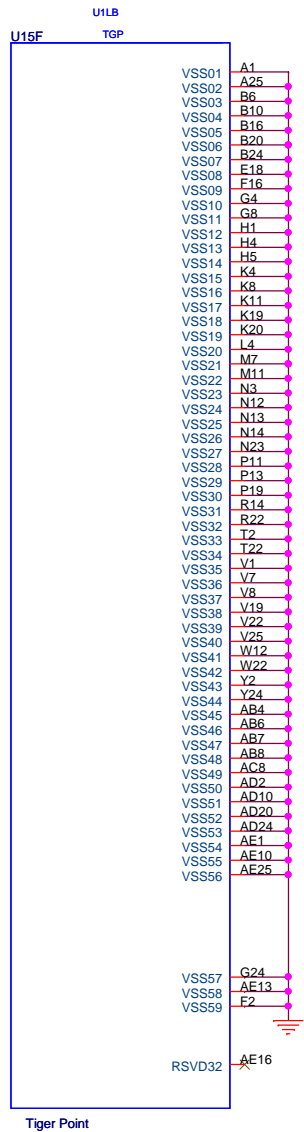 U1LB
U15F TGP
VSS01 A1
VSS02 A25
VSS03 B6
VSS04 B10
VSS05 B16
VSS06 B20
VSS07 B24
VSS08 E18
VSS09 F16
VSS10 G4
VSS11 G8
VSS12 H1
VSS13 H4
VSS14 H5
VSS15 K4
VSS16 K8
VSS17 K11
VSS18 K19
VSS19 K20
VSS20 L4
VSS21 M7
VSS22 M11
VSS23 N3
VSS24 N12
VSS25 N13
VSS26 N14
VSS27 N23
VSS28 P11
VSS29 P13
VSS30 P19
VSS31 R14
VSS32 R22
VSS33 T2
VSS34 T22
VSS35 V1
VSS36 V7
VSS37 V8
VSS38 V19
VSS39 V22
VSS40 V25
VSS41 W12
VSS42 W22
VSS43 Y2
VSS44 Y24
VSS45 AB4
VSS46 AB6
VSS47 AB7
VSS48 AB8
VSS49 AC8
VSS50 AD2
VSS51 AD10
VSS52 AD20
VSS53 AD24
VSS54 AE1
VSS55 AE10
VSS56 AE25
VSS57 G24
VSS58 AE13
VSS59 F2
RSVD32 AE16
Tiger Point